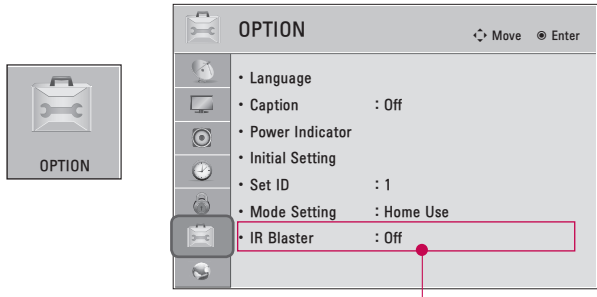 OPTION
OPTION
Move
Enter
• Language
• Caption : Off
• Power Indicator
• Initial Setting
• Set ID : 1
• Mode Setting : Home Use
• IR Blaster : Off